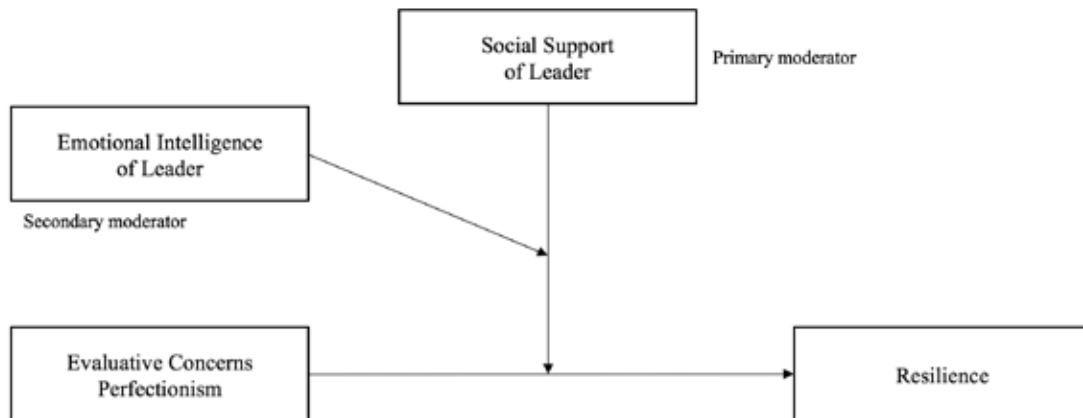 Social Support
of Leader
Primary moderator
Emotional Intelligence
of Leader
Secondary moderator
Evaluative Concerns
Perfectionism
Resilience